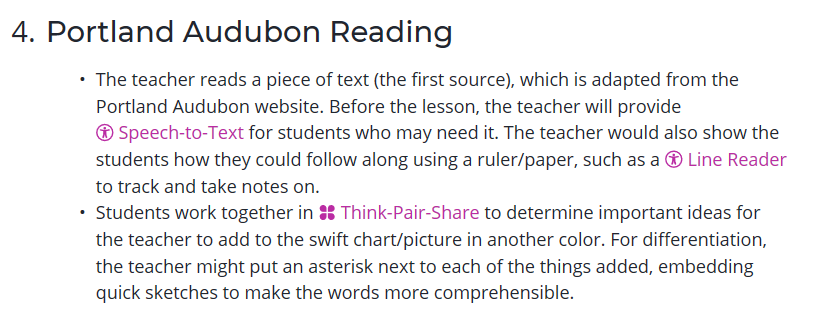 4. Portland Audubon Reading
• The teacher reads a piece of text (the first source), which is adapted from the
Portland Audubon website. Before the lesson, the teacher will provide
Speech-to-Text for students who may need it. The teacher would also show the
students how they could follow along using a ruler/paper, such as a Line Reader
to track and take notes on.
• Students work together in Think-Pair-Share to determine important ideas for
the teacher to add to the swift chart/picture in another color. For differentiation,
the teacher might put an asterisk next to each of the things added, embedding
quick sketches to make the words more comprehensible.